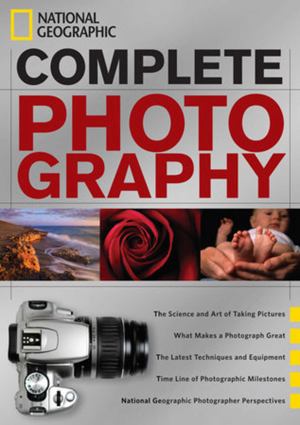 NATIONAL
GEOGRAPHIC
COMPLETE
PHOTO
GRAPHY
The Science and Art of Taking Pictures
What Makes a Photograph Great
The Latest Techniques and Equipment
Time Line of Photographic Milestones
National Geographic Photographer Perspectives